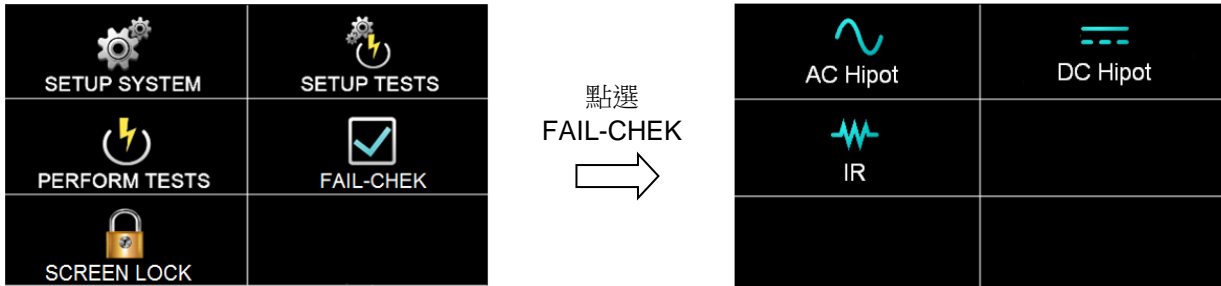 SETUP SYSTEM
SETUP TESTS
PERFORM TESTS
FAIL-CHEK
SCREEN LOCK
點選
FAIL-CHEK
AC Hipot
DC Hipot
IR